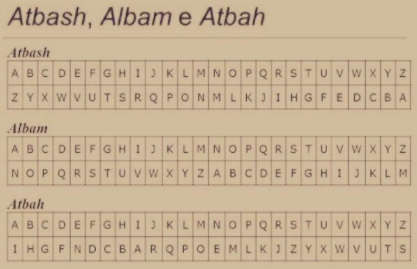 Atbash, Albam e Atbah
Atbash
A B C D E F G H I J K L M N O P Q R S T U V W X Y Z
Z Y X W V U T S R Q P O N M L K J I H G F E D C B A
Albam
A B C D E F G H I J K L M N O P Q R S T U V W X Y Z
N O P Q R S T U V W X Y Z A B C D E F G H I J K L M
Atbah
A B C D E F G H I J K L M N O P Q R S T U V W X Y Z
I H G F N D C B A R Q P O E M L K J Z Y X W V U T S